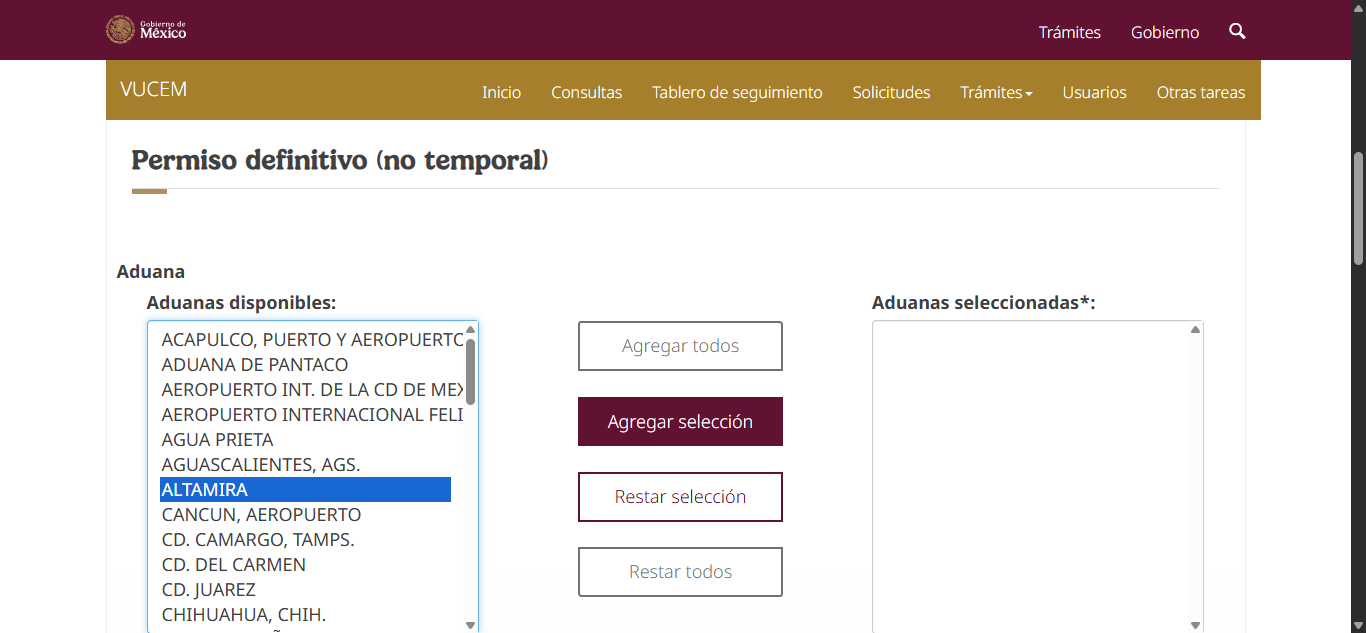 Gobierno de
México
Trámites
Gobierno
VUCEM
Inicio
Consultas
Tablero de seguimiento
Solicitudes
Trámites
Usuarios
Otras tareas
Permiso definitivo (no temporal)
Aduana
Aduanas disponibles:
ACAPULCO, PUERTO Y AEROPUERTO
ADUANA DE PANTACO
AEROPUERTO INT. DE LA CD DE MEX
AEROPUERTO INTERNACIONAL FELI
AGUA PRIETA
AGUASCALIENTES, AGS.
ALTAMIRA
CANCUN, AEROPUERTO
CD. CAMARGO, TAMPS.
CD. DEL CARMEN
CD. JUAREZ
CHIHUAHUA, CHIH.
Agregar todos
Agregar selección
Restar selección
Restar todos
Aduanas seleccionadas*: